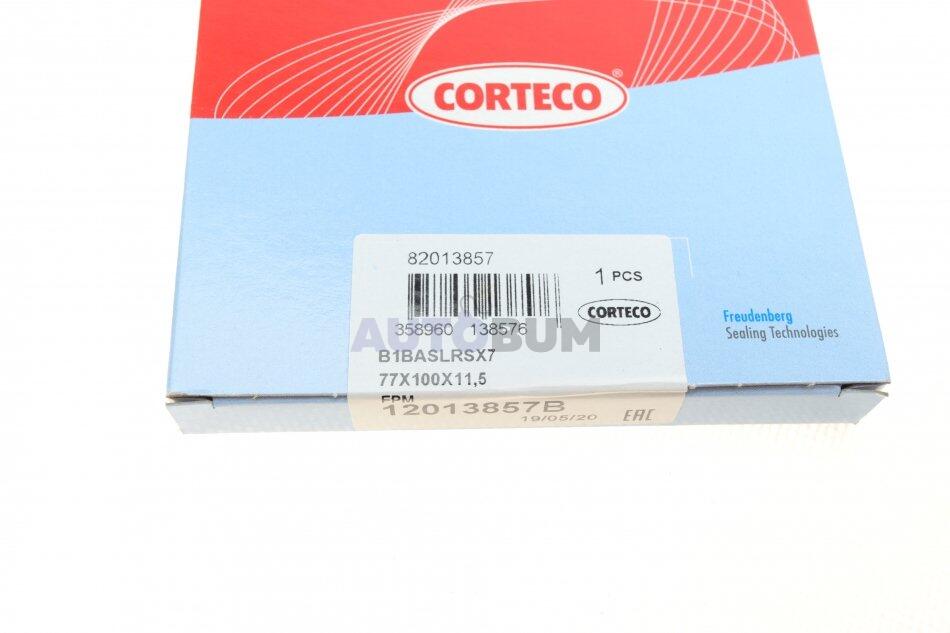 CORTECO®
82013857
1 PCS
358960 138576
CORTECO
AUTOBUM
B1BASLRSX7
77X100X11,5
FPM
12013857B
19/05/20
EAC
Freudenberg
Sealing Technologies